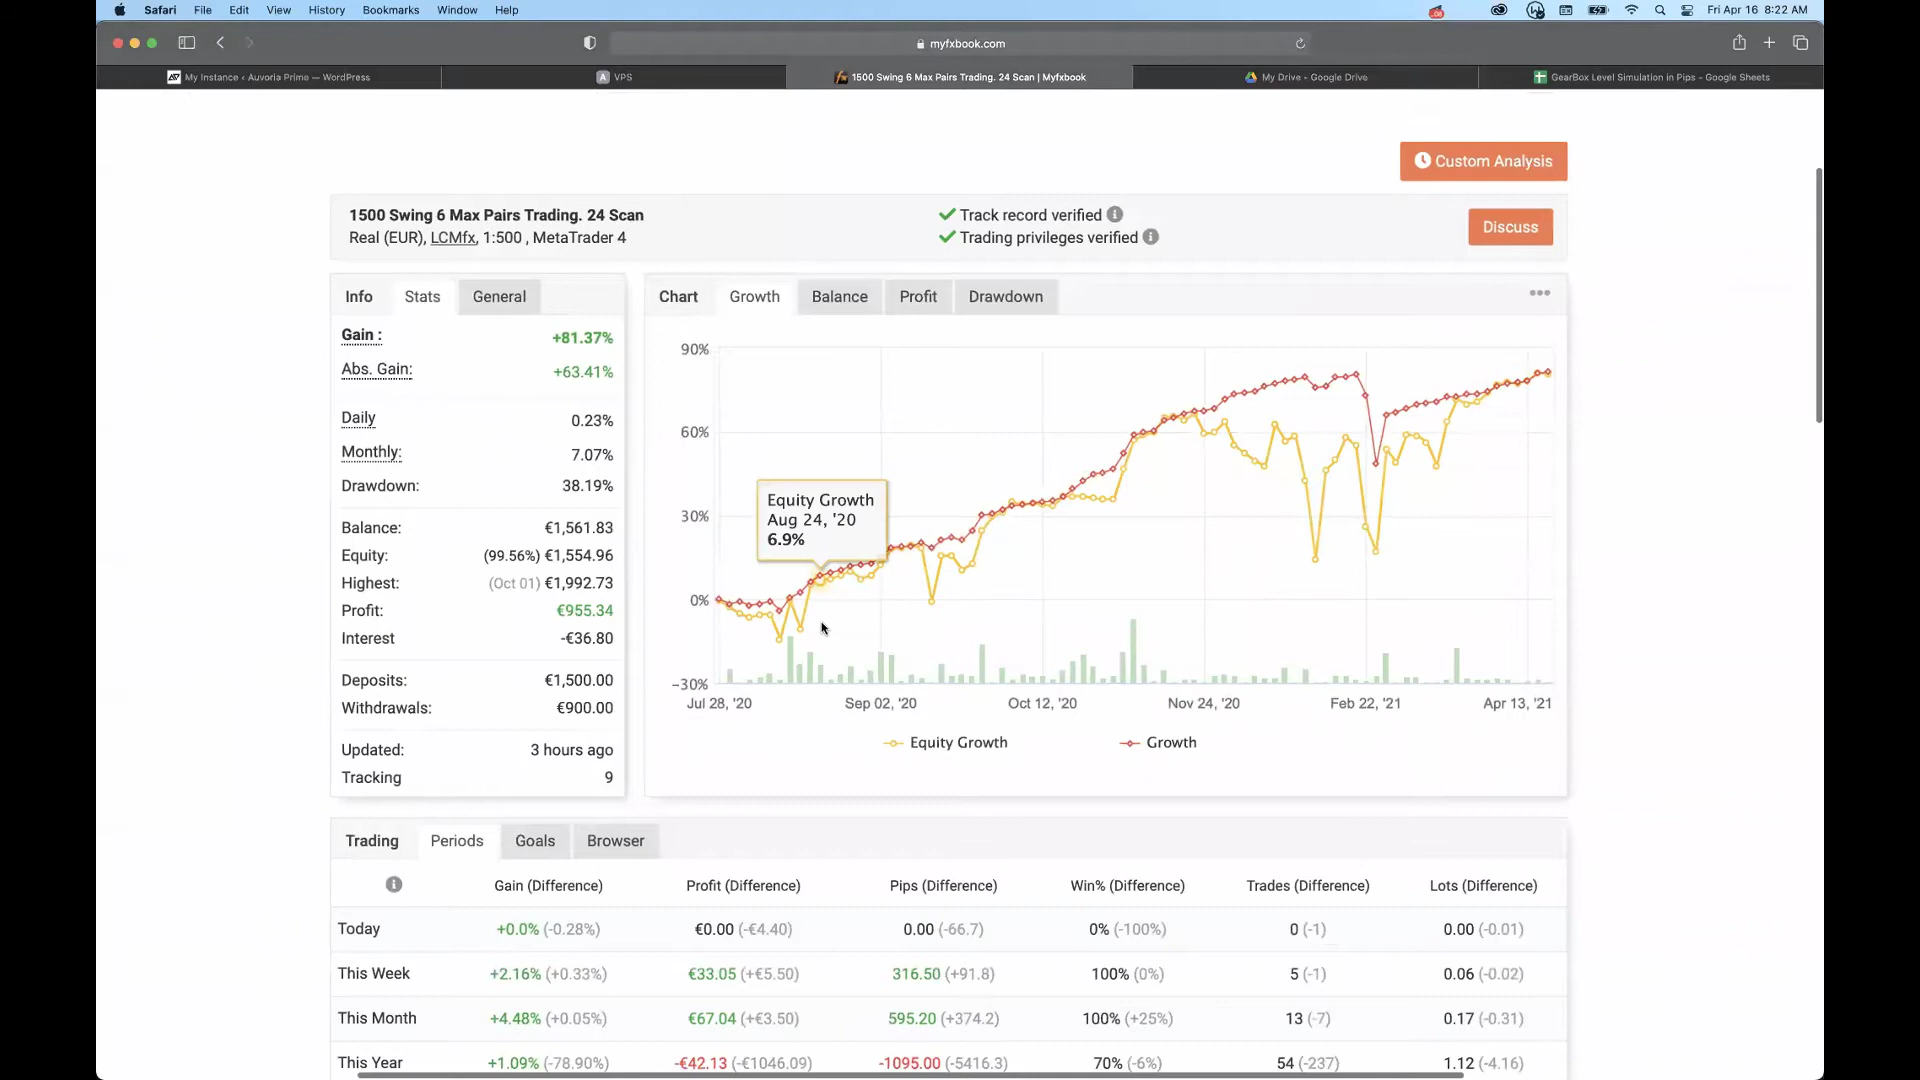 Safari File Edit View History Bookmarks Window Help Fri Apr 16 8:22 AM
myfxbook.com
My Instance ‹ Auvoria Prime — WordPress
VPS
1500 Swing 6 Max Pairs Trading. 24 Scan | Myfxbook
My Drive - Google Drive
GearBox Level Simulation in Pips - Google Sheets
Custom Analysis
1500 Swing 6 Max Pairs Trading. 24 Scan
Real (EUR), LCMfx, 1:500 , MetaTrader 4
Track record verified
Trading privileges verified
Discuss
Info Stats General
Gain : +81.37%
Abs. Gain: +63.41%
Daily 0.23%
Monthly: 7.07%
Drawdown: 38.19%
Balance: €1,561.83
Equity: (99.56%) €1,554.96
Highest: (Oct 01) €1,992.73
Profit: €955.34
Interest -€36.80
Deposits: €1,500.00
Withdrawals: €900.00
Updated: 3 hours ago
Tracking 9
Chart Growth Balance Profit Drawdown
90%
60%
30%
0%
-30%
Equity Growth
Aug 24, '20
6.9%
Jul 28, '20 Sep 02, '20 Oct 12, '20 Nov 24, '20 Feb 22, '21 Apr 13, '21
Equity Growth Growth
Trading Periods Goals Browser
Gain (Difference) Profit (Difference) Pips (Difference) Win% (Difference) Trades (Difference) Lots (Difference)
Today +0.0% (-0.28%) €0.00 (-€4.40) 0.00 (-66.7) 0% (-100%) 0 (-1) 0.00 (-0.01)
This Week +2.16% (+0.33%) €33.05 (+€5.50) 316.50 (+91.8) 100% (0%) 5 (-1) 0.06 (-0.02)
This Month +4.48% (+0.05%) €67.04 (+€3.50) 595.20 (+374.2) 100% (+25%) 13 (-7) 0.17 (-0.31)
This Year +1.09% (-78.90%) -€42.13 (-€1046.09) -1095.00 (-5416.3) 70% (-6%) 54 (-237) 1.12 (-4.16)